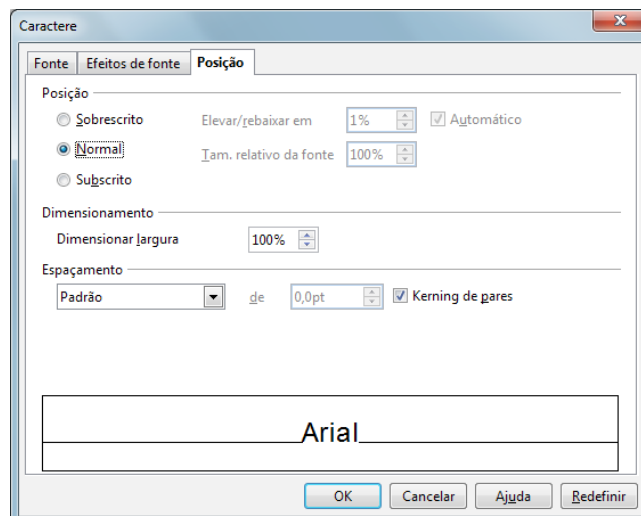 Caractere
Fonte Efeitos de fonte Posição
Posição
Sobrescrito Elevar/rebaixar em 1% Automático
Normal Tam. relativo da fonte 100%
Subscrito
Dimensionamento
Dimensionar largura 100%
Espaçamento
Padrão de 0,0pt Kerning de pares
Arial
OK Cancelar Ajuda Redefinir